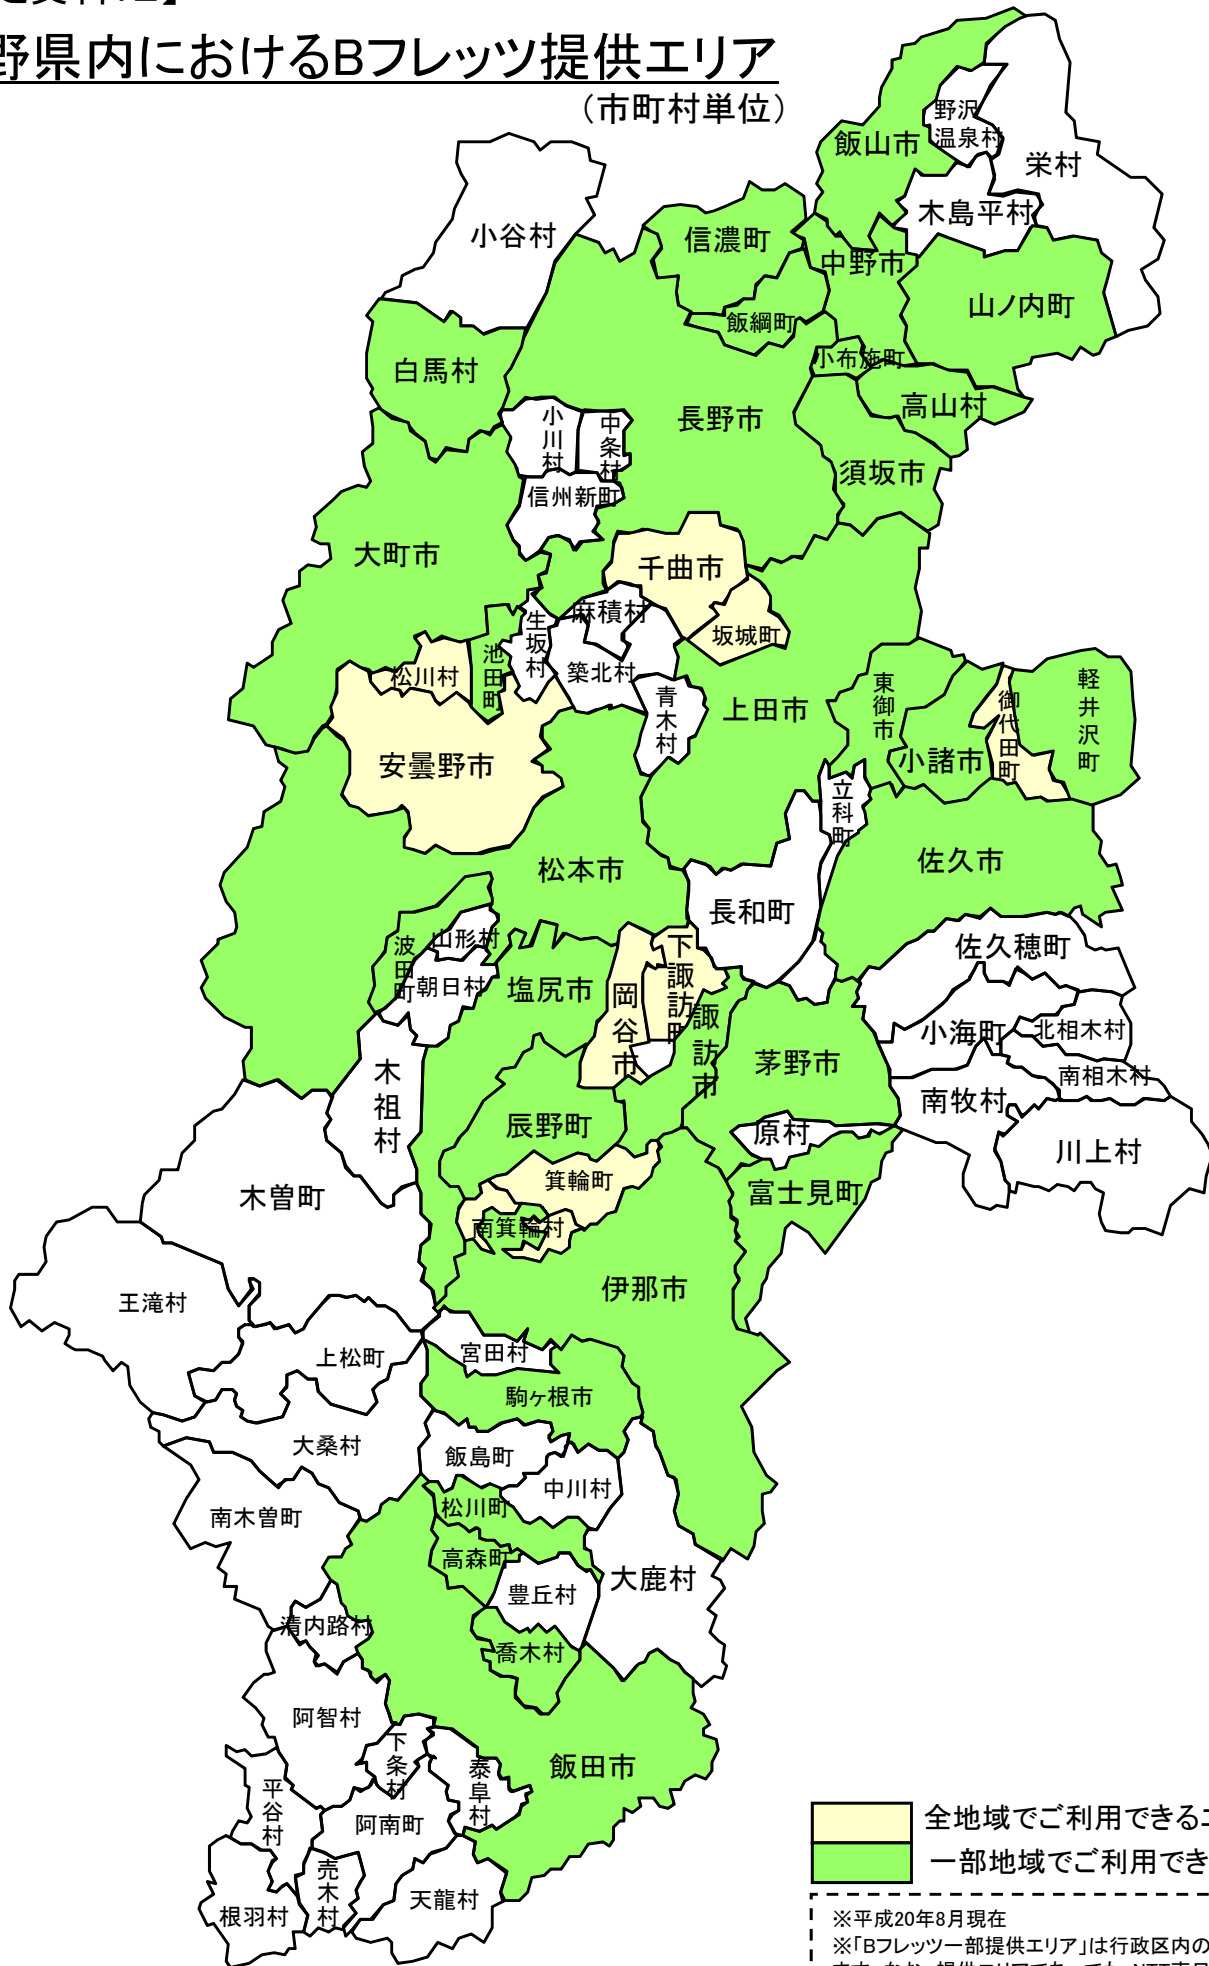 野県内におけるBフレッツ提供エリア
（市町村単位）
野沢
温泉村
飯山市
栄村
木島平村
小谷村
信濃町
中野市
山ノ内町
飯綱町
小布施町
白馬村
高山村
長野市
小川村
中条村
須坂市
信州新町
大町市
千曲市
麻積村
坂城町
生坂村
池田町
松川村
築北村
青木村
上田市
東御市
御代田町
軽井沢町
小諸市
安曇野市
立科町
松本市
佐久市
長和町
佐久穂町
山形村
波田町
朝日村
塩尻市
岡谷市
下諏訪町
諏訪市
小海町
北相木村
茅野市
南相木村
木祖村
南牧村
辰野町
原村
川上村
箕輪町
富士見町
木曽町
南箕輪村
伊那市
王滝村
上松町
宮田村
駒ヶ根市
大桑村
飯島町
中川村
松川町
南木曽町
高森町
大鹿村
豊丘村
清内路村
喬木村
阿智村
下条村
泰阜村
飯田市
平谷村
阿南町
売木村
天龍村
根羽村
全地域でご利用できる
一部地域でご利用でき
※平成20年8月現在
※「Bフレッツ一部提供エリア」は行政区内の